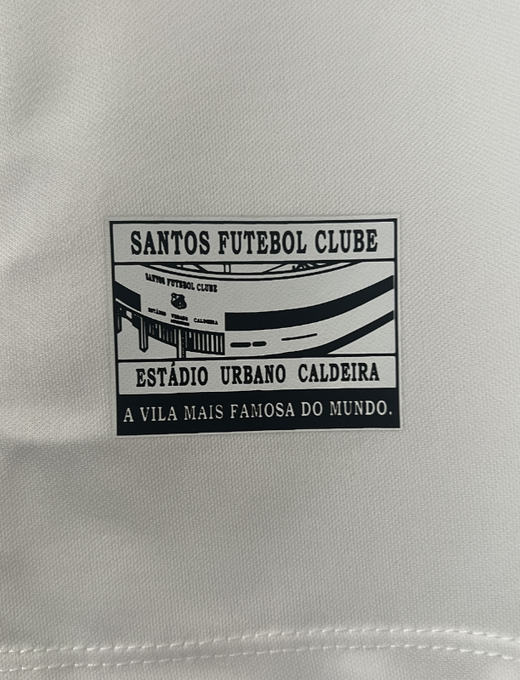 SANTOS FUTEBOL CLUBE
SANTOS FUTEBOL CLUBE
ESTÁDIO URBANO CALDEIRA
ESTÁDIO URBANO CALDEIRA
A VILA MAIS FAMOSA DO MUNDO.